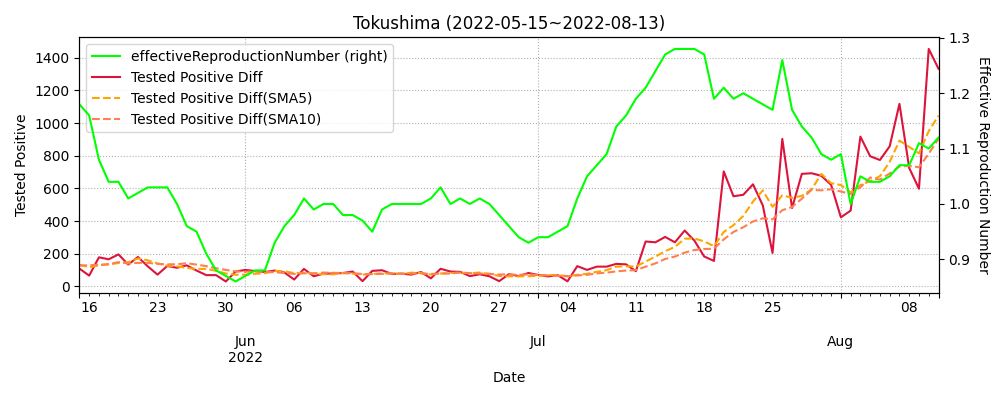 Tokushima (2022-05-15~2022-08-13)
effectiveReproductionNumber (right)
Tested Positive Diff
Tested Positive Diff(SMA5)
Tested Positive Diff(SMA10)
Tested Positive
1400
1200
1000
800
600
400
200
0
Effective Reproduction Number
1.3
1.2
1.1
1.0
0.9
16 23 30 06 13 20 27 04 11 18 25 08
Jun Jul Aug
2022
Date